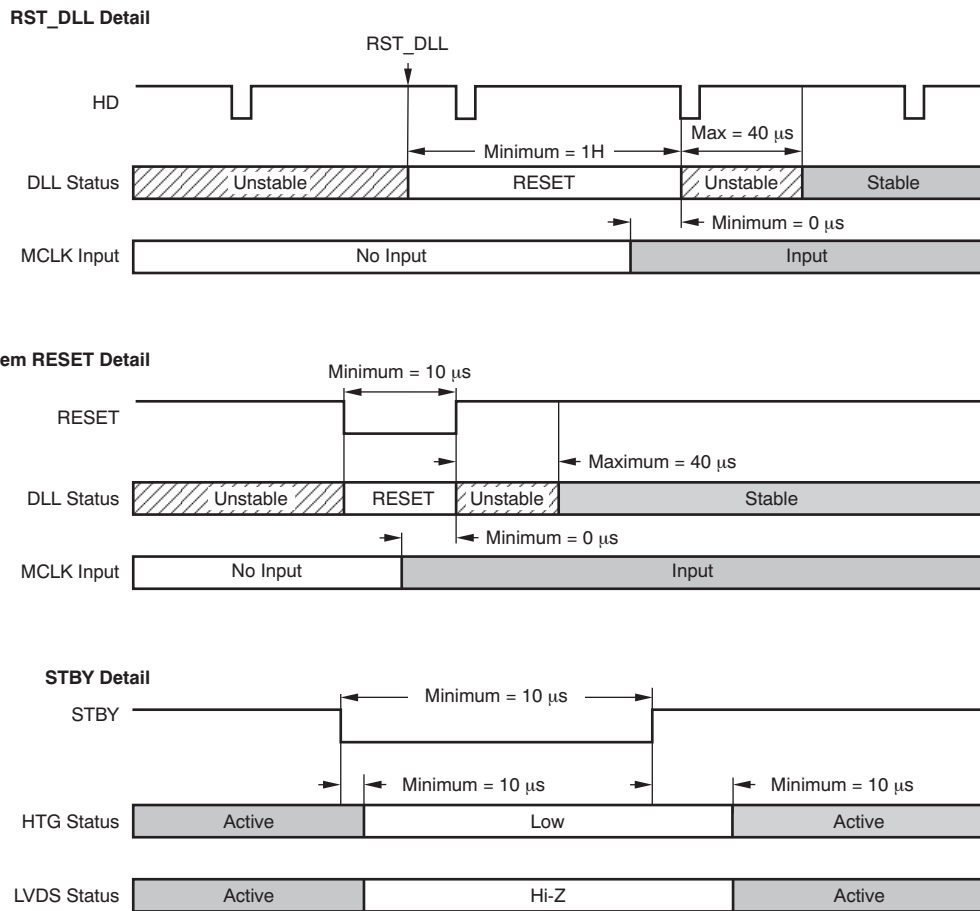 RST_DLL Detail
RST_DLL
HD
Minimum = 1H
Max = 40 μs
DLL Status
Unstable
RESET
Unstable
Stable
Minimum = 0 μs
MCLK Input
No Input
Input
em RESET Detail
Minimum = 10 μs
RESET
Maximum = 40 μs
DLL Status
Unstable
RESET
Unstable
Stable
Minimum = 0 μs
MCLK Input
No Input
Input
STBY Detail
Minimum = 10 μs
STBY
Minimum = 10 μs
Minimum = 10 μs
HTG Status
Active
Low
Active
LVDS Status
Active
Hi-Z
Active